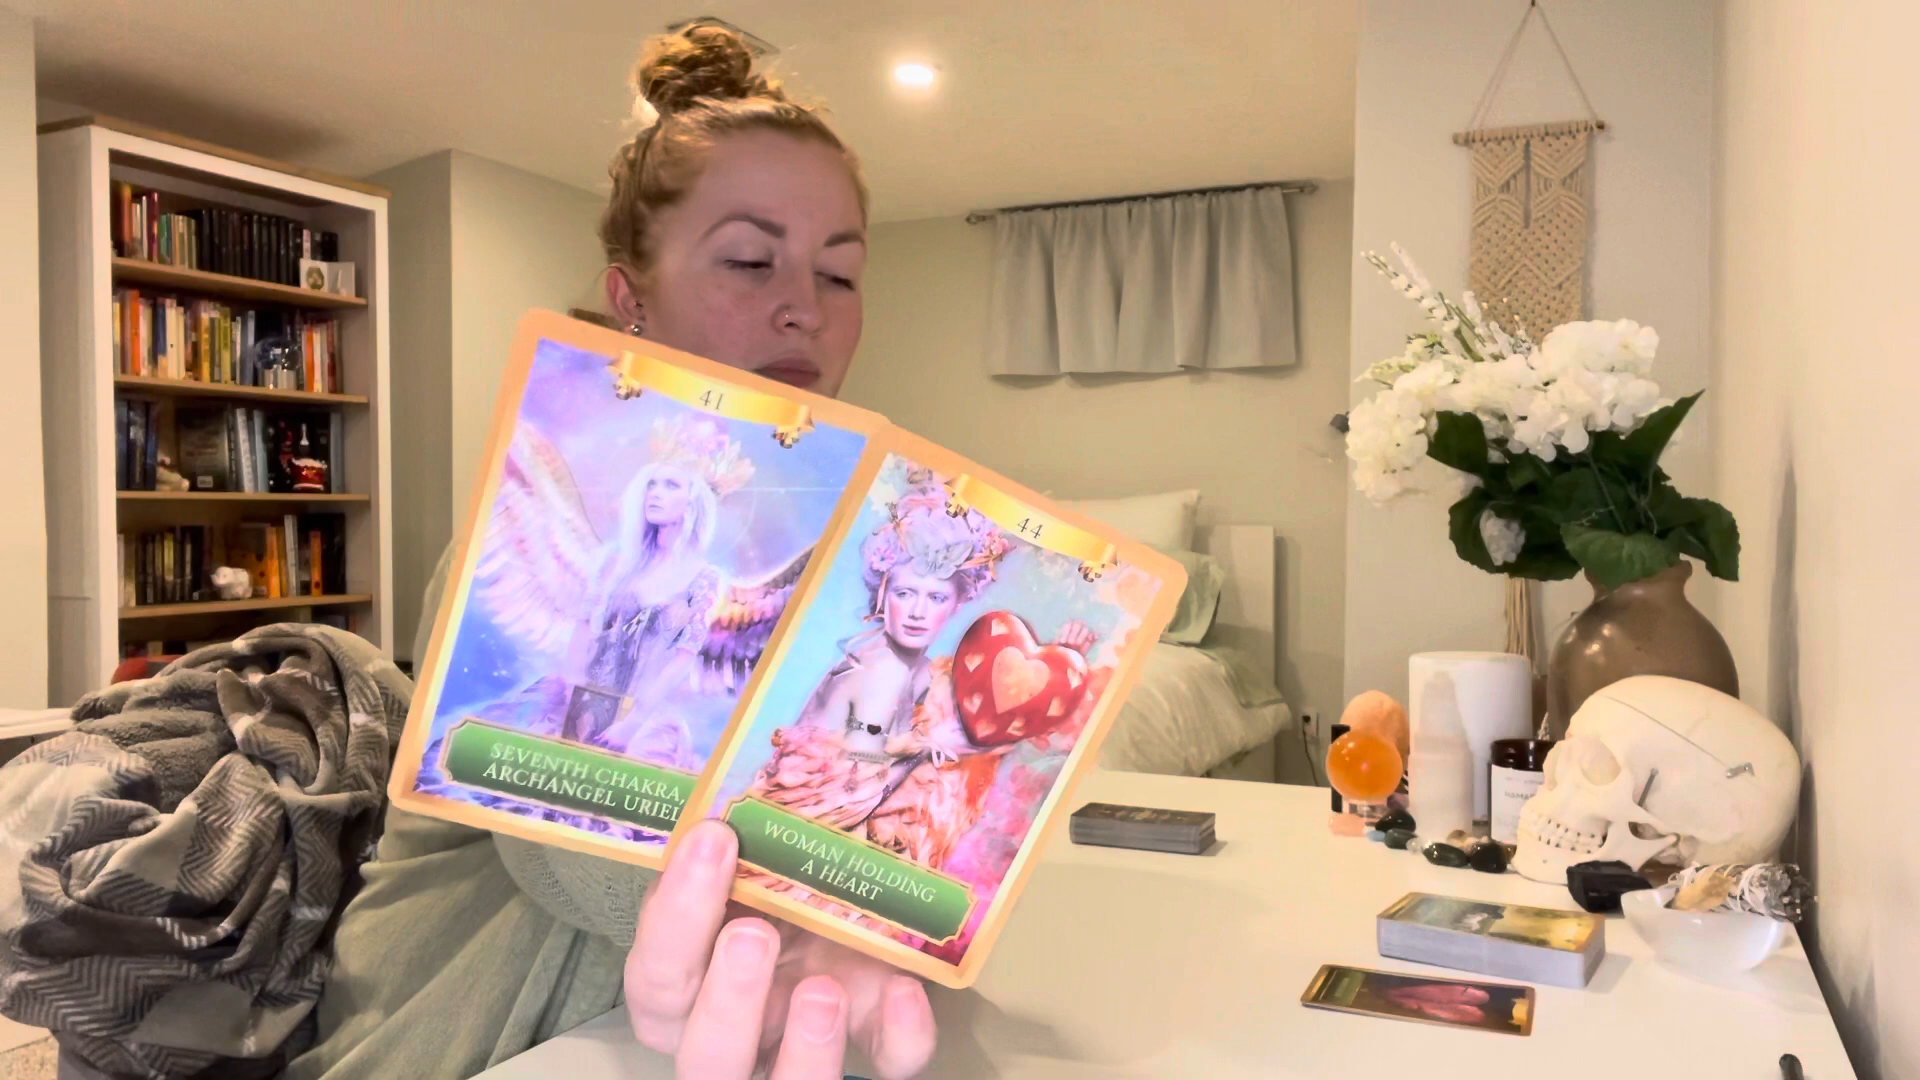 41
SEVENTH CHAKRA,
ARCHANGEL URIEL
44
WOMAN HOLDING
A HEART